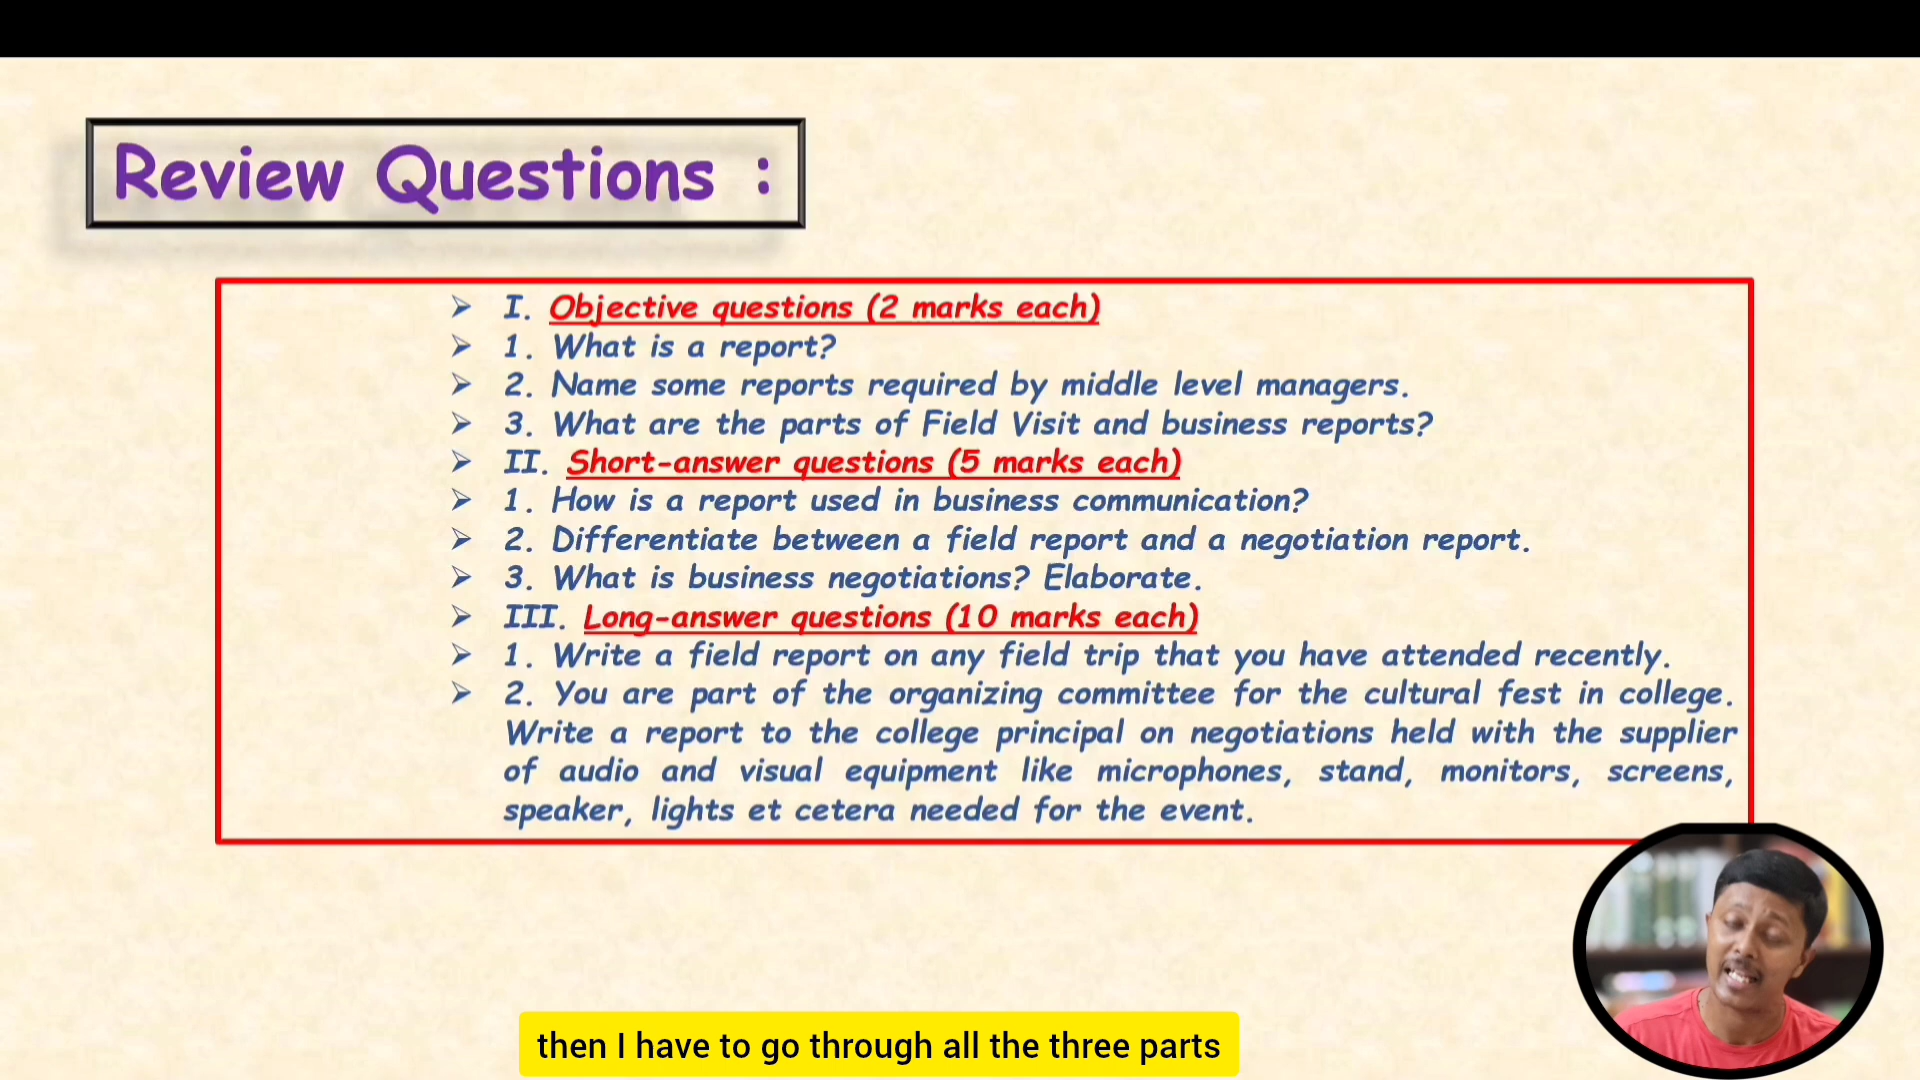 Review Questions :
➢ I. Objective questions (2 marks each)
➢ 1. What is a report?
➢ 2. Name some reports required by middle level managers.
➢ 3. What are the parts of Field Visit and business reports?
➢ II. Short-answer questions (5 marks each)
➢ 1. How is a report used in business communication?
➢ 2. Differentiate between a field report and a negotiation report.
➢ 3. What is business negotiations? Elaborate.
➢ III. Long-answer questions (10 marks each)
➢ 1. Write a field report on any field trip that you have attended recently.
➢ 2. You are part of the organizing committee for the cultural fest in college.
Write a report to the college principal on negotiations held with the supplier
of audio and visual equipment like microphones, stand, monitors, screens,
speaker, lights et cetera needed for the event.
then I have to go through all the three parts